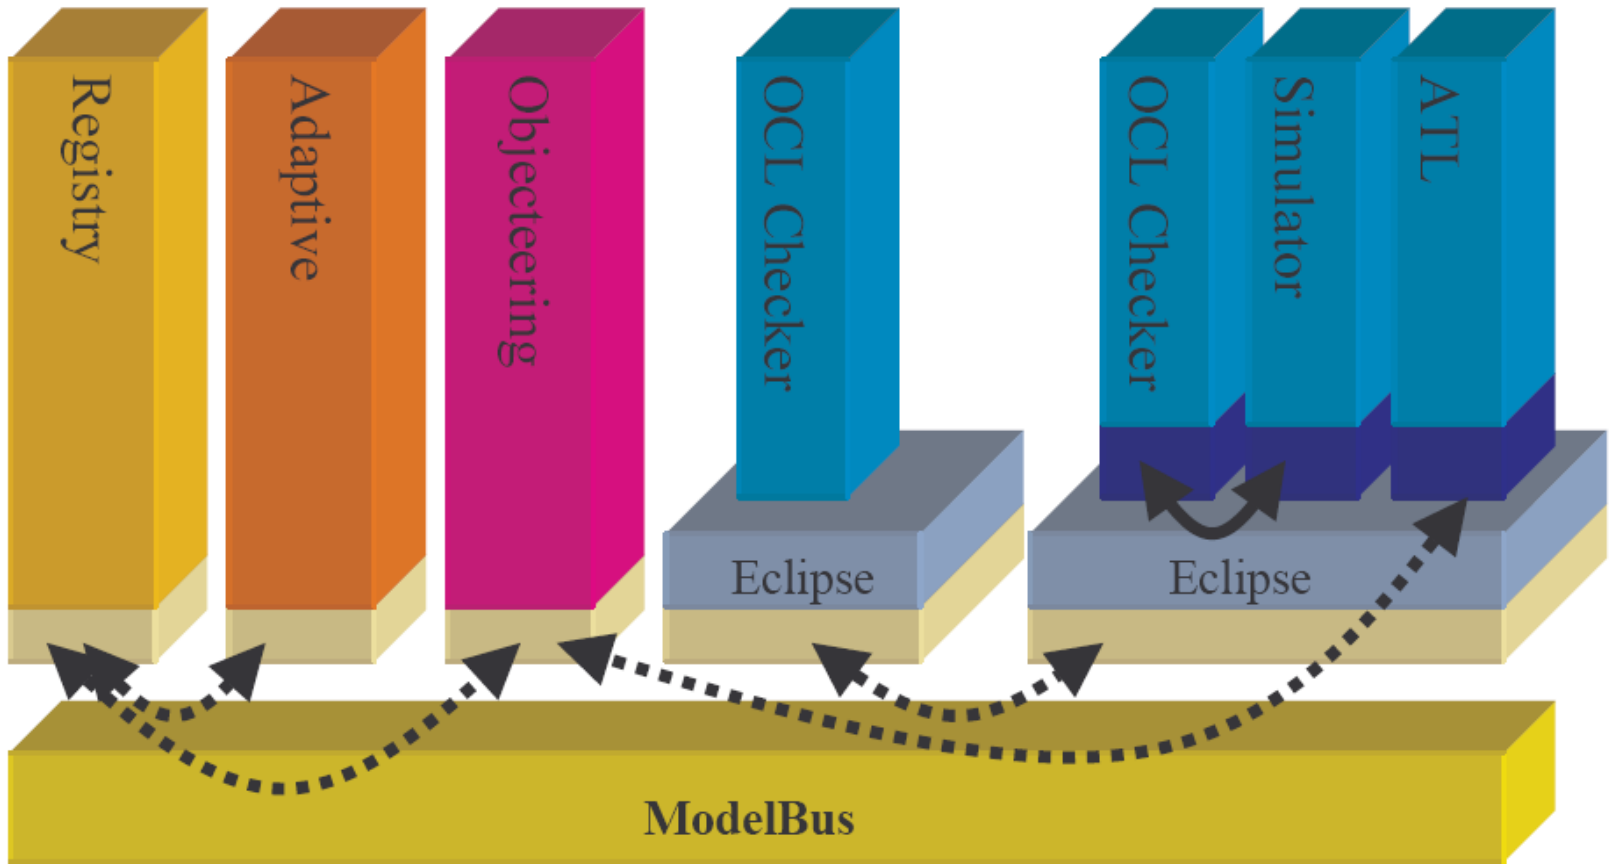 Registry
Adaptive
Objecteering
OCL Checker
OCL Checker
Simulator
ATL
Eclipse
Eclipse
ModelBus